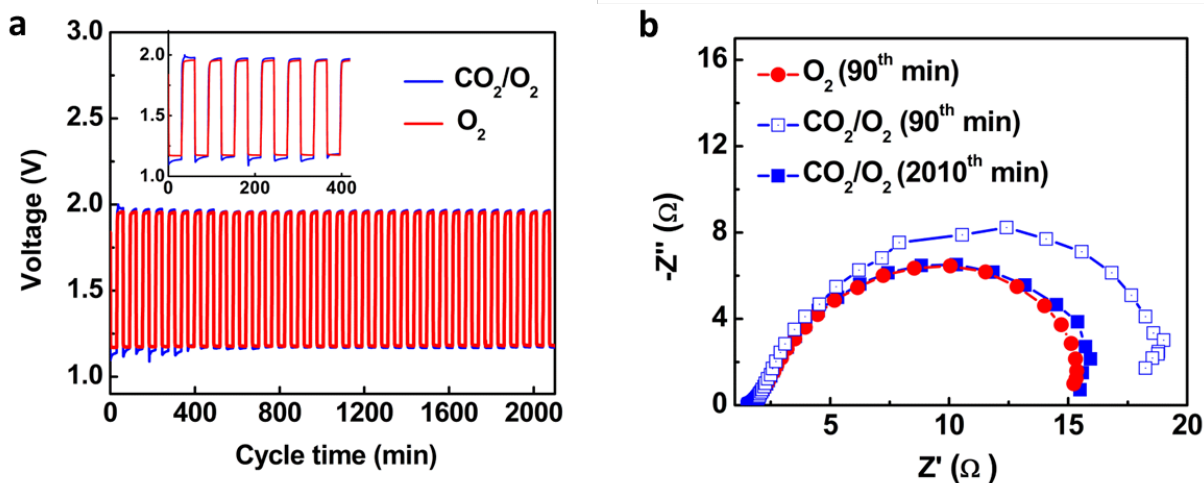 a
Voltage (V)
3.0
2.5
2.0
1.5
1.0
2.0
1.5
1.0
0
200
400
CO₂/O₂
O₂
0
400
800
1200
1600
2000
Cycle time (min)
b
-Z" (Ω)
16
12
8
4
0
O₂ (90ᵗʰ min)
CO₂/O₂ (90ᵗʰ min)
CO₂/O₂ (2010ᵗʰ min)
5
10
15
20
Z' (Ω)